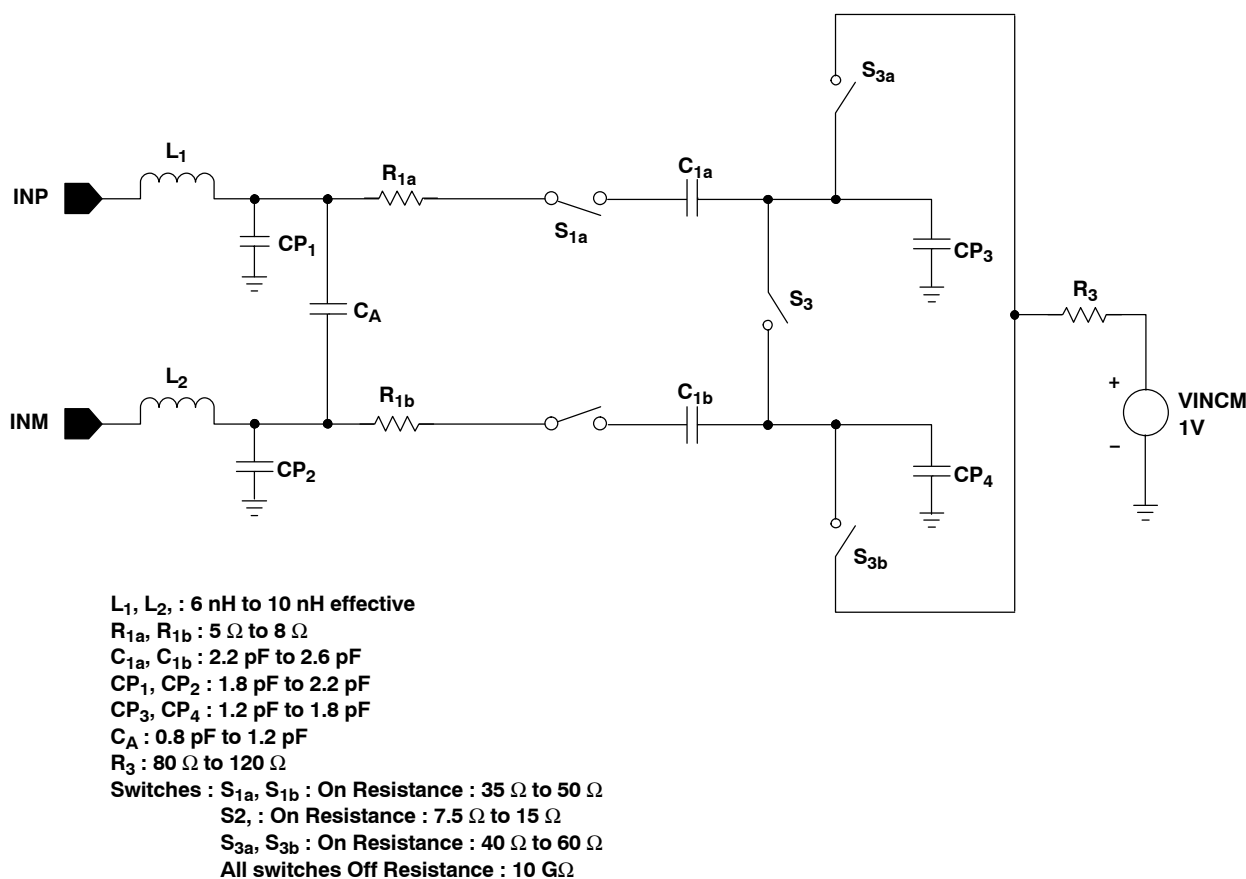 S3a
L1
R1a
C1a
INP
S1a
CP1
CP3
S3
R3
CA
L2
R1b
C1b
VINCM
1V
+
−
INM
CP2
CP4
S3b
L1, L2, : 6 nH to 10 nH effective
R1a, R1b : 5 Ω to 8 Ω
C1a, C1b : 2.2 pF to 2.6 pF
CP1, CP2 : 1.8 pF to 2.2 pF
CP3, CP4 : 1.2 pF to 1.8 pF
CA : 0.8 pF to 1.2 pF
R3 : 80 Ω to 120 Ω
Switches : S1a, S1b : On Resistance : 35 Ω to 50 Ω
S2, : On Resistance : 7.5 Ω to 15 Ω
S3a, S3b : On Resistance : 40 Ω to 60 Ω
All switches Off Resistance : 10 GΩ